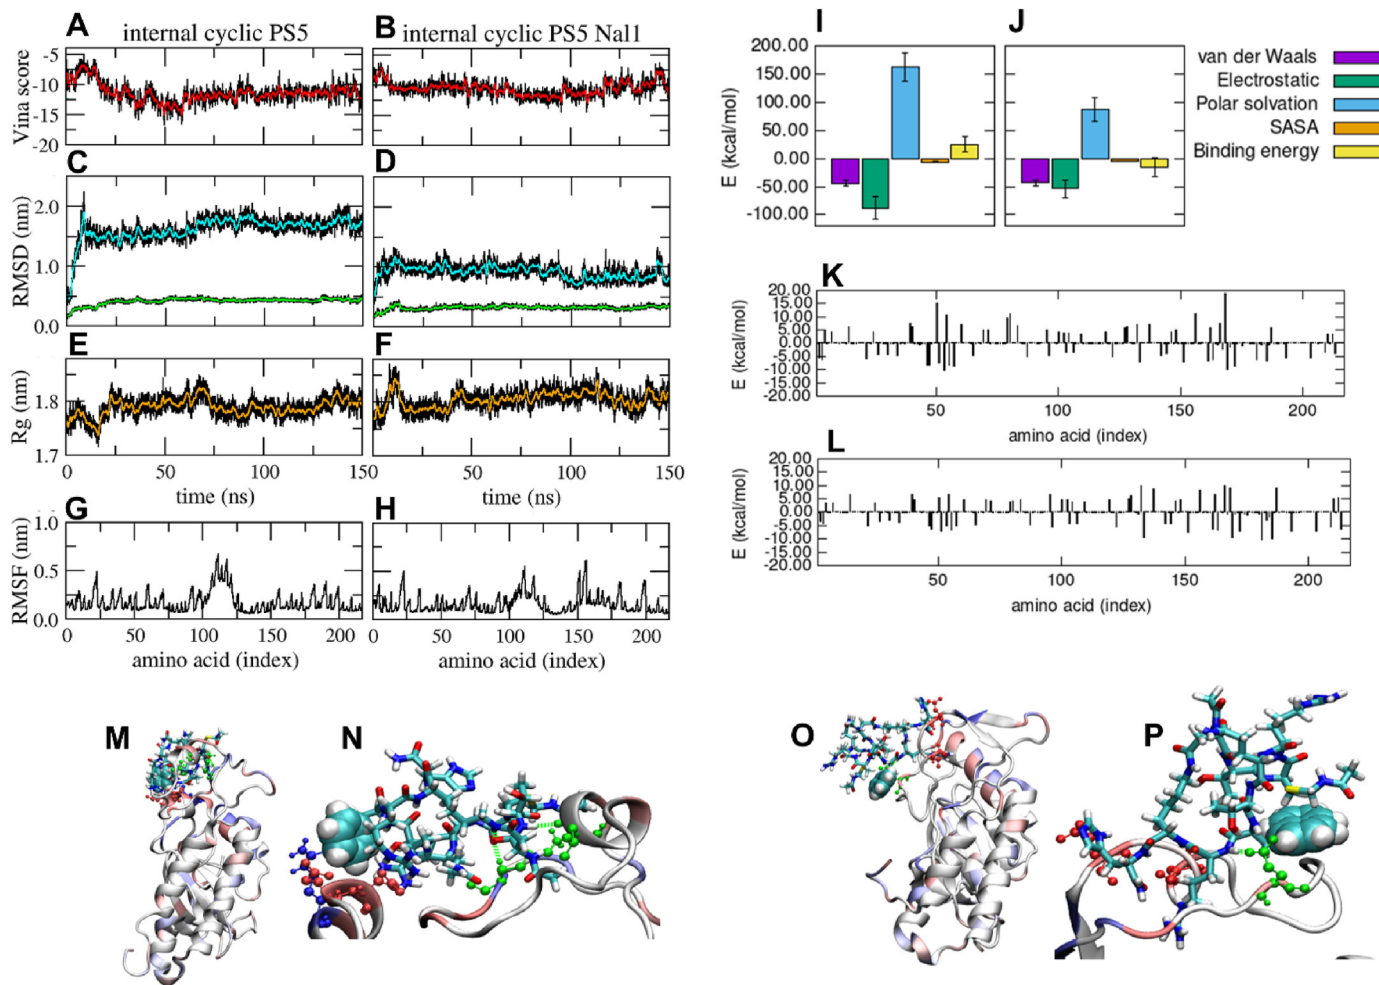 A
internal cyclic PS5
B
internal cyclic PS5 Nal1
Vina score
-5
-10
-15
-20
C
D
RMSD (nm)
2.0
1.0
0.0
E
F
Rg (nm)
1.8
1.7
0 50 100 150
0 50 100 150
time (ns)
time (ns)
G
H
RMSF (nm)
1.0
0.5
0.0
0 50 100 150 200
0 50 100 150 200
amino acid (index)
amino acid (index)
I
J
E (kcal/mol)
200.00
150.00
100.00
50.00
0.00
-50.00
-100.00
van der Waals
Electrostatic
Polar solvation
SASA
Binding energy
K
E (kcal/mol)
20.00
15.00
10.00
5.00
0.00
-5.00
-10.00
-15.00
-20.00
50 100 150 200
amino acid (index)
L
E (kcal/mol)
20.00
15.00
10.00
5.00
0.00
-5.00
-10.00
-15.00
-20.00
50 100 150 200
amino acid (index)
M
N
O
P